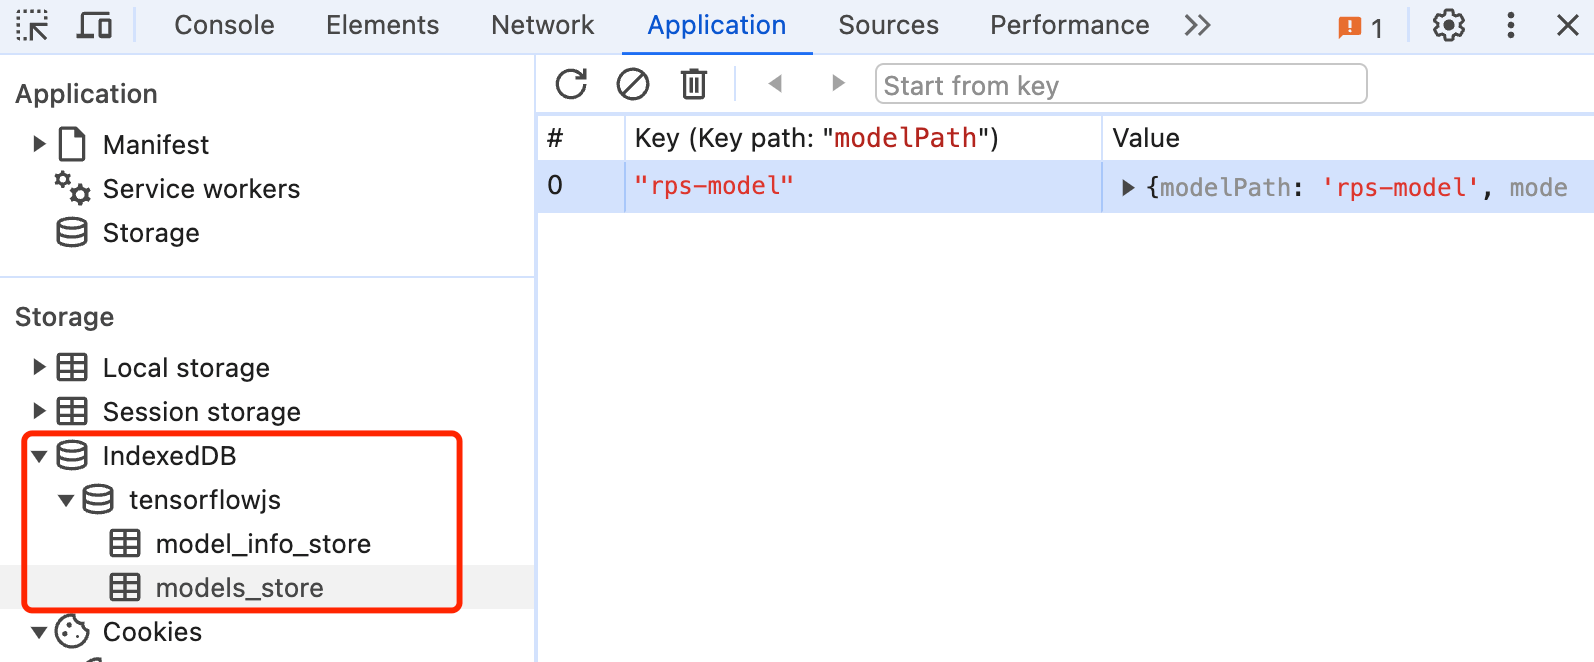 Console Elements Network Application Sources Performance 1
Application
Manifest
Service workers
Storage
Storage
Local storage
Session storage
IndexedDB
tensorflowjs
model_info_store
models_store
Cookies
Start from key
# Key (Key path: "modelPath") Value
0 "rps-model" {modelPath: 'rps-model', mode